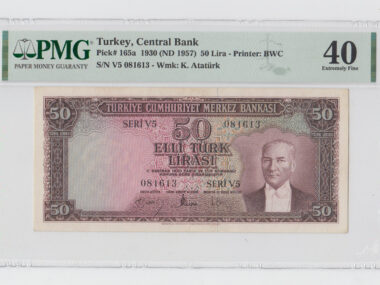 PMG
PAPER MONEY GUARANTY
Turkey, Central Bank
Pick# 165a 1930 (ND 1957) 50 Lira - Printer: BWC
S/N V5 081613 - Wmk: K. Atatürk
40
Extremely Fine
50
TÜRKİYE CUMHURİYET MERKEZ BANKASI
50
SERİ V5
50
081613
ELLİ TÜRK
LİRASI
081613
SERİ V5
50
50